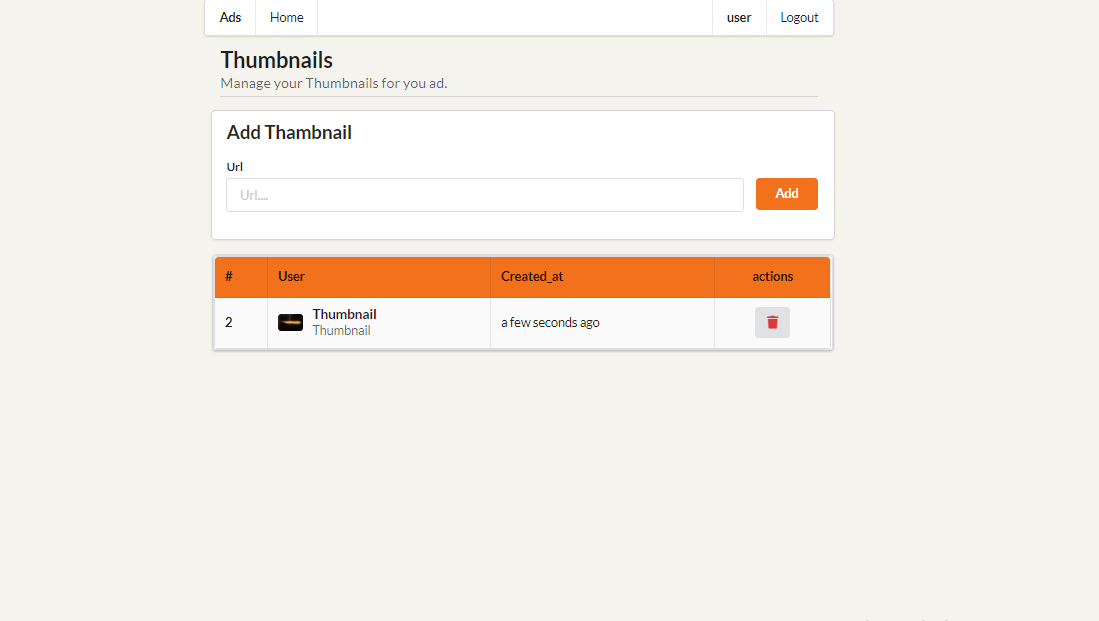 Ads Home user Logout
Thumbnails
Manage your Thumbnails for you ad.
Add Thambnail
Url
Url.... Add
# User Created_at actions
2 Thumbnail a few seconds ago
Thumbnail